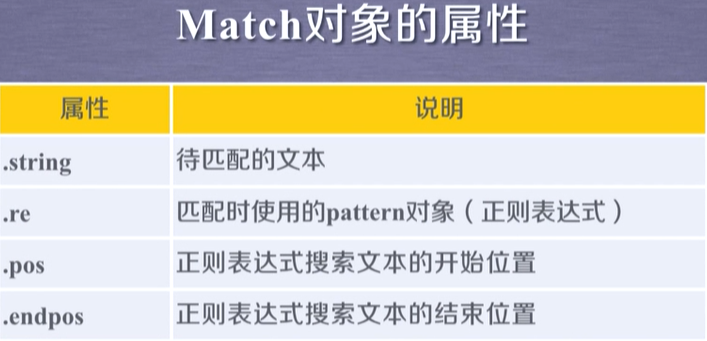 Match对象的属性
属性 说明
.string 待匹配的文本
.re 匹配时使用的pattern对象（正则表达式）
.pos 正则表达式搜索文本的开始位置
.endpos 正则表达式搜索文本的结束位置